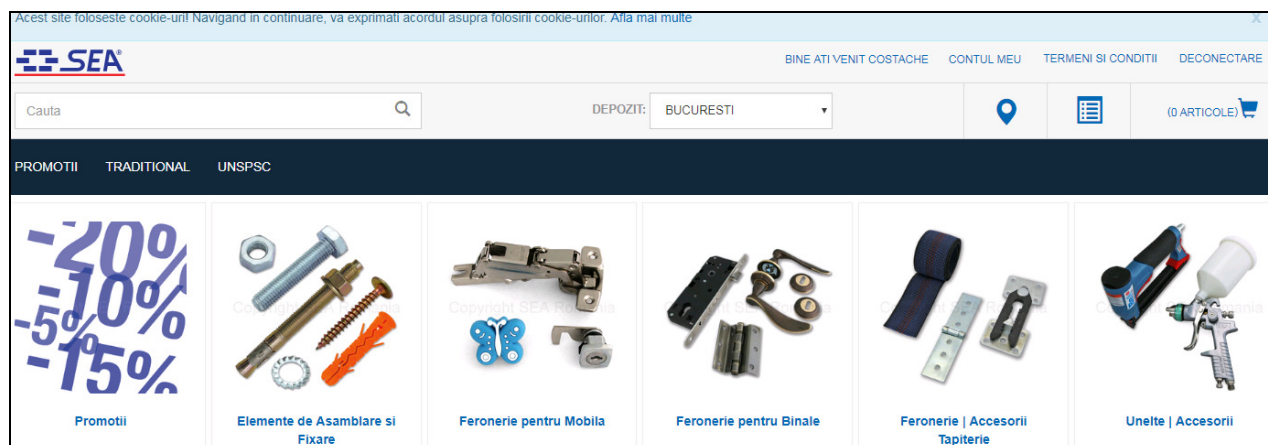 Acest site foloseste cookie-uri! Navigand in continuare, va exprimati acordul asupra folosirii cookie-urilor. Afla mai multe x
SEA®
BINE ATI VENIT COSTACHE CONTUL MEU TERMENI SI CONDITII DECONECTARE
Cauta
DEPOZIT: BUCURESTI
(0 ARTICOLE)
PROMOTII TRADITIONAL UNSPSC
-20%
-10%
-5%
-15%
Copyright SEA Romania
Promotii
Elemente de Asamblare si
Fixare
Feronerie pentru Mobila
Feronerie pentru Binale
Feronerie | Accesorii
Tapiterie
Unelte | Accesorii